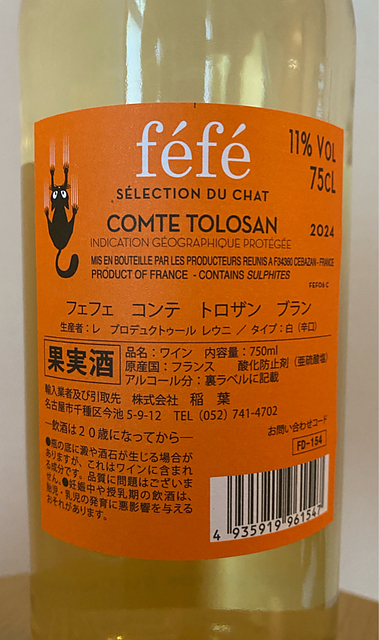 féfé
11% VOL
75CL
SÉLECTION DU CHAT
COMTE TOLOSAN
2024
INDICATION GÉOGRAPHIQUE PROTÉGÉE
MIS EN BOUTEILLE PAR LES PRODUCTEURS REUNIS A FS4360 CEBAZAN - FRANCE
PRODUCT OF FRANCE - CONTAINS SULPHITES
FEF08-C
フェフェ コンテ トロザン ブラン
生産者：レ プロデュクトゥール レウニ ／ タイプ：白（辛口）
果実酒
品名：ワイン 内容量：750ml
原産国：フランス 酸化防止剤（亜硫酸塩）
アルコール分：裏ラベルに記載
輸入業者及び引取先 株式会社 稲葉
名古屋市千種区今池 5-9-12 TEL（052）741-4702
―飲酒は２０歳になってから―
お問い合わせコード
FD-154
●瓶の底に澱や酒石が生じる場合が
ありますが、これはワインに含まれ
る成分です。品質に問題はございま
せん。●妊娠中や授乳期の飲酒は、
胎児・乳児の発育に悪影響を与える
おそれがあります。
4 935919 961547